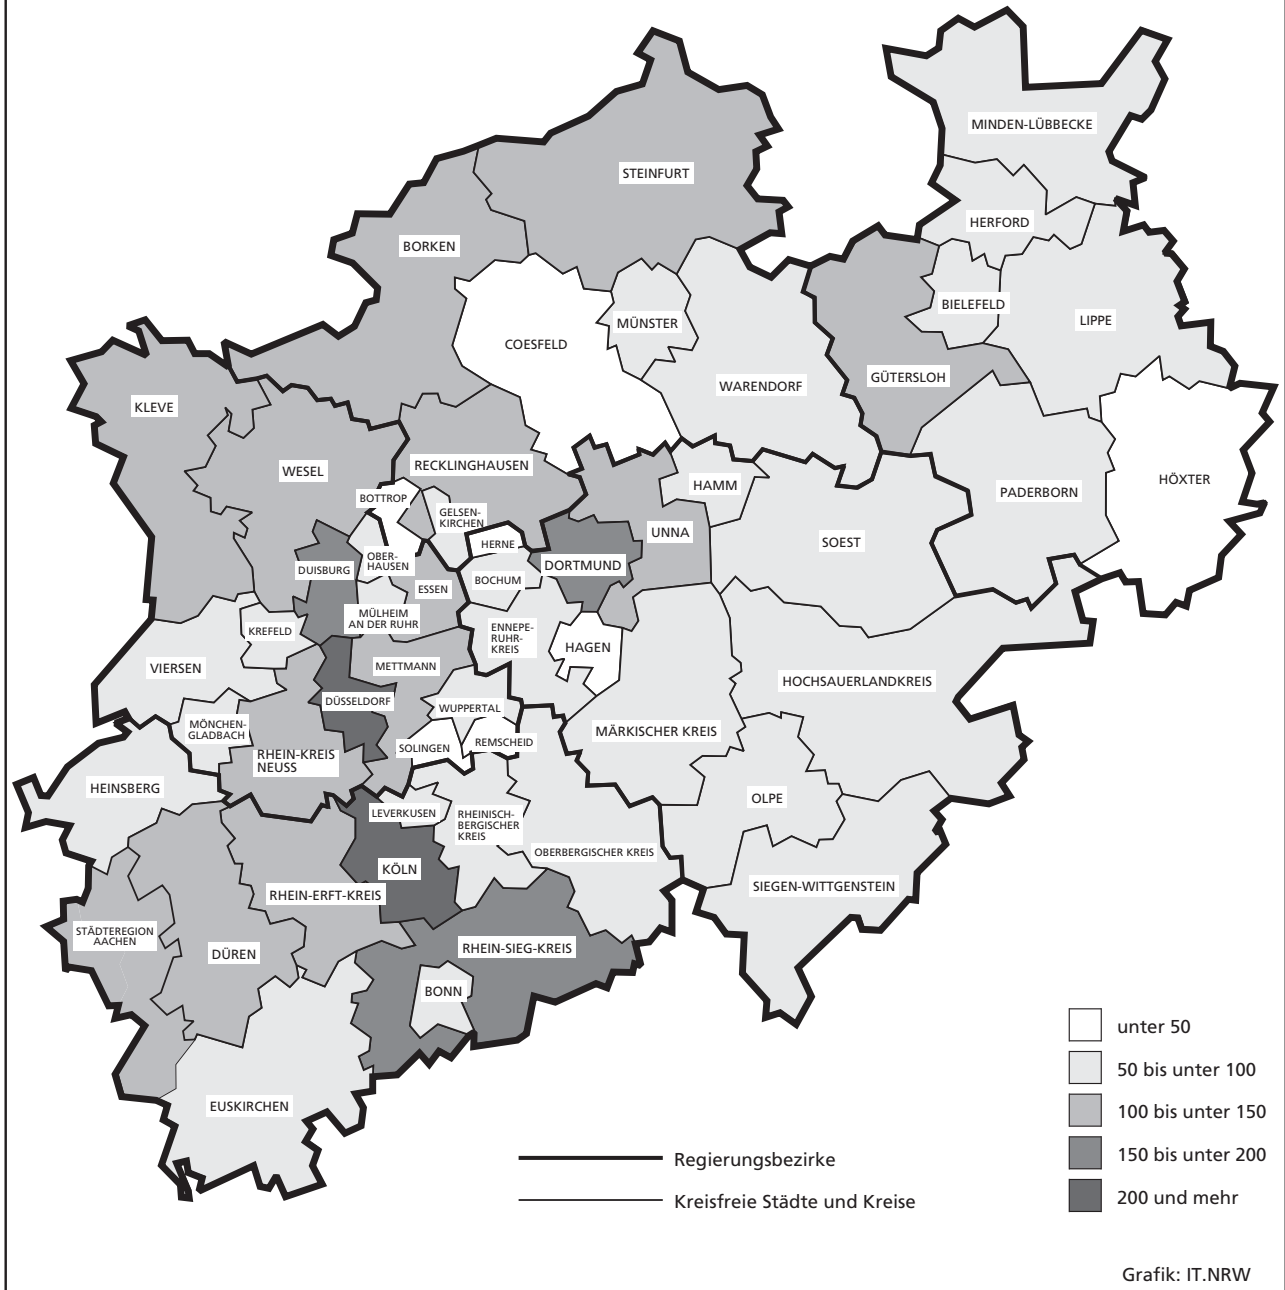 MINDEN-LÜBBECKE
STEINFURT
HERFORD
BORKEN
BIELEFELD
LIPPE
MÜNSTER
COESFELD
GÜTERSLOH
WARENDORF
KLEVE
RECKLINGHAUSEN
WESEL
HÖXTER
HAMM
PADERBORN
BOTTROP
GELSEN-
KIRCHEN
UNNA
SOEST
HERNE
OBER-
HAUSEN
DORTMUND
DUISBURG
BOCHUM
ESSEN
MÜLHEIM
AN DER RUHR
KREFELD
ENNEPE-
RUHR-
KREIS
HAGEN
VIERSEN
METTMANN
HOCHSAUERLANDKREIS
DÜSSELDORF
WUPPERTAL
MÖNCHEN-
GLADBACH
MÄRKISCHER KREIS
REMSCHEID
SOLINGEN
RHEIN-KREIS
NEUSS
HEINSBERG
OLPE
LEVERKUSEN
RHEINISCH-
BERGISCHER
KREIS
OBERBERGISCHER KREIS
KÖLN
SIEGEN-WITTGENSTEIN
RHEIN-ERFT-KREIS
STÄDTEREGION
AACHEN
RHEIN-SIEG-KREIS
DÜREN
BONN
EUSKIRCHEN
unter 50
50 bis unter 100
100 bis unter 150
150 bis unter 200
200 und mehr
Regierungsbezirke
Kreisfreie Städte und Kreise
Grafik: IT.NRW